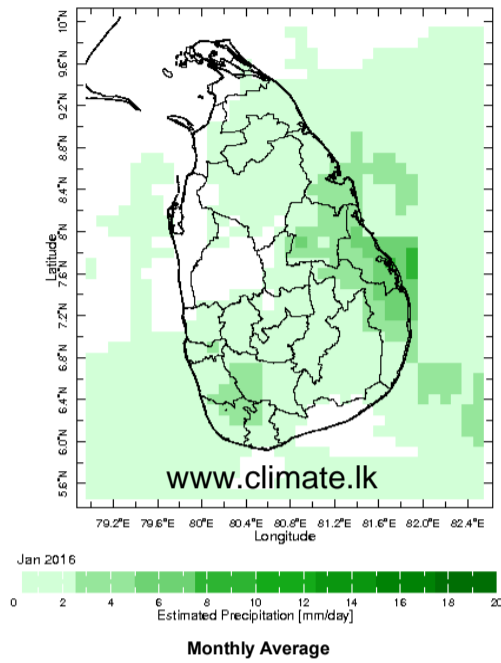 10°N
9.6°N
9.2°N
8.8°N
8.4°N
8°N
7.6°N
7.2°N
6.8°N
6.4°N
6.0°N
5.6°N
Latitude
www.climate.lk
79.2°E 79.6°E 80°E 80.4°E 80.8°E 81.2°E 81.6°E 82.0°E 82.4°E
Longitude
Jan 2016
0 2 4 6 8 10 12 14 16 18 20
Estimated Precipitation [mm/day]
Monthly Average